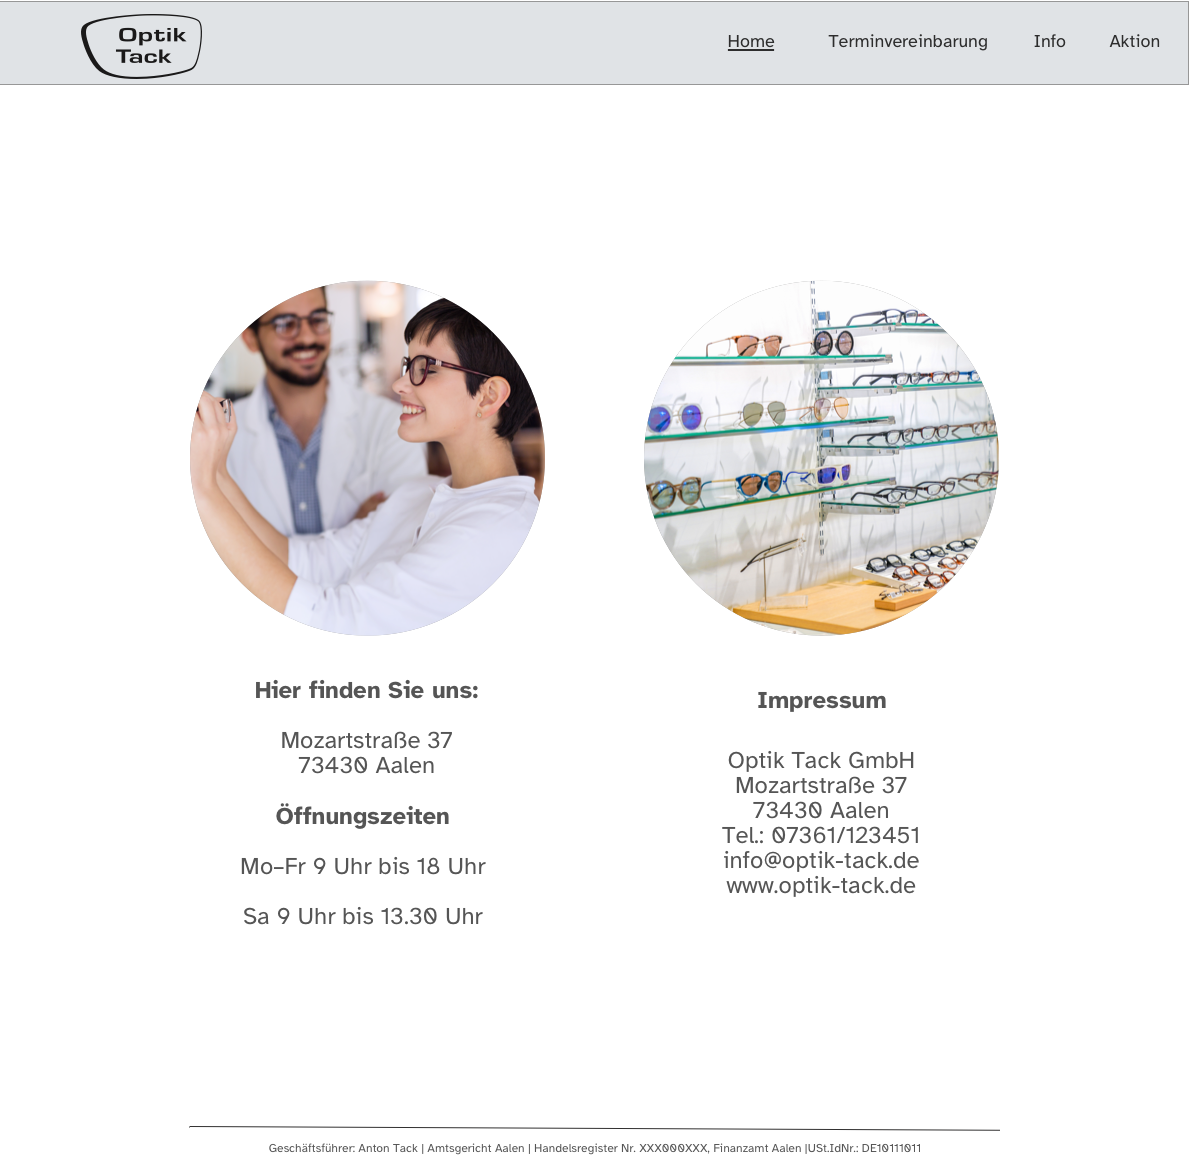 Optik
Tack
Home
Terminvereinbarung
Info
Aktion
Hier finden Sie uns:
Mozartstraße 37
73430 Aalen
Öffnungszeiten
Mo–Fr 9 Uhr bis 18 Uhr
Sa 9 Uhr bis 13.30 Uhr
Impressum
Optik Tack GmbH
Mozartstraße 37
73430 Aalen
Tel.: 07361/123451
info@optik-tack.de
www.optik-tack.de
Geschäftsführer: Anton Tack | Amtsgericht Aalen | Handelsregister Nr. XXX000XXX, Finanzamt Aalen |USt.IdNr.: DE10111011